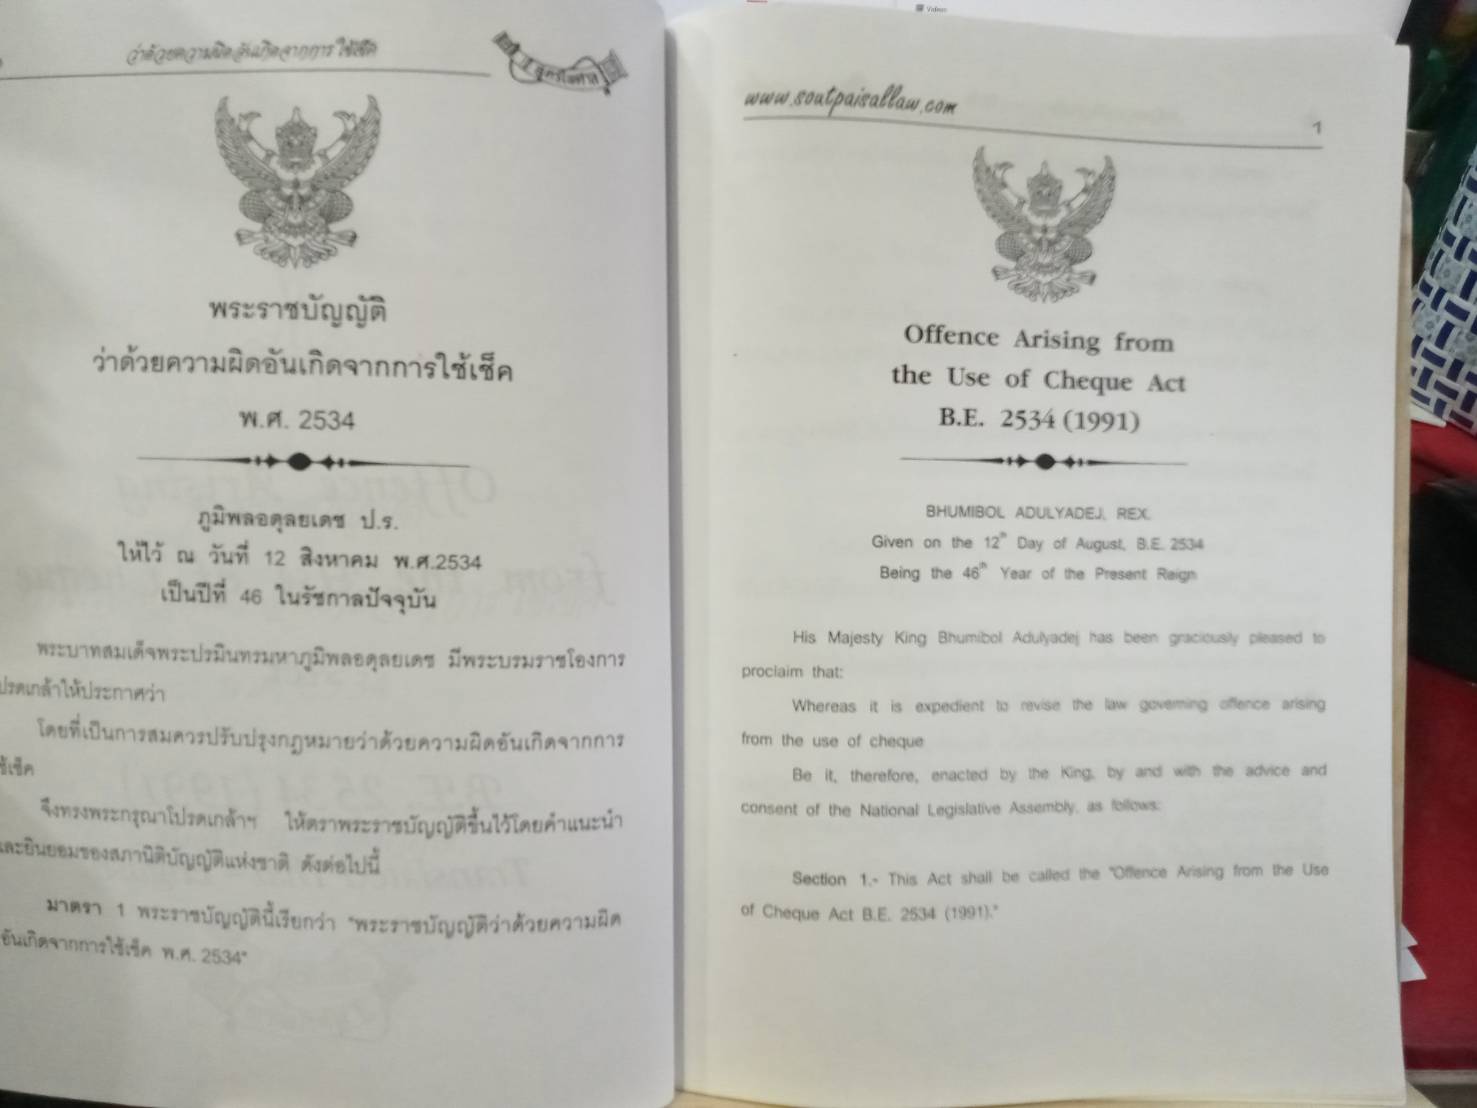 ว่าด้วยความผิดอันเกิดจากการ ใช้เช็ค
สูตรไพศาล
พระราชบัญญัติ
ว่าด้วยความผิดอันเกิดจากการใช้เช็ค
พ.ศ. 2534
ภูมิพลอดุลยเดช ป.ร.
ให้ไว้ ณ วันที่ 12 สิงหาคม พ.ศ.2534
เป็นปีที่ 46 ในรัชกาลปัจจุบัน
พระบาทสมเด็จพระปรมินทรมหาภูมิพลอดุลยเดช มีพระบรมราชโองการ
ปรดเกล้าให้ประกาศว่า
โดยที่เป็นการสมควรปรับปรุงกฎหมายว่าด้วยความผิดอันเกิดจากการ
ช้เช็ค
จึงทรงพระกรุณาโปรดเกล้าฯ ให้ตราพระราชบัญญัติขึ้นไว้โดยคำแนะนำ
และยินยอมของสภานิติบัญญัติแห่งชาติ ดังต่อไปนี้
มาตรา 1 พระราชบัญญัตินี้เรียกว่า "พระราชบัญญัติว่าด้วยความผิด
อันเกิดจากการใช้เช็ค พ.ศ. 2534"
Videos
www.soutpaisallaw.com
1
Offence Arising from
the Use of Cheque Act
B.E. 2534 (1991)
BHUMIBOL ADULYADEJ, REX.
Given on the 12th Day of August, B.E. 2534
Being the 46th Year of the Present Reign
His Majesty King Bhumibol Adulyadej has been graciously pleased to
proclaim that:
Whereas it is expedient to revise the law governing offence arising
from the use of cheque
Be it, therefore, enacted by the King, by and with the advice and
consent of the National Legislative Assembly, as follows:
Section 1.- This Act shall be called the "Offence Arising from the Use
of Cheque Act B.E. 2534 (1991)."